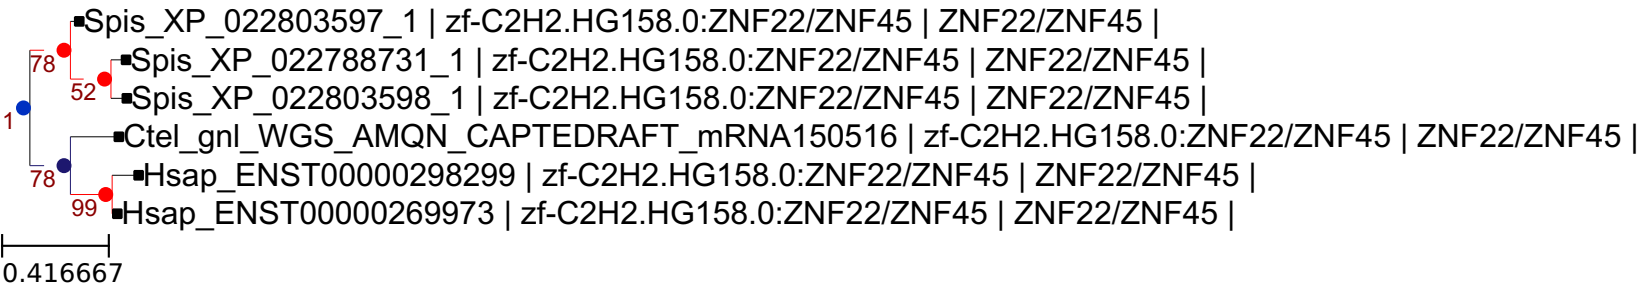 Spis_XP_022803597_1 | zf-C2H2.HG158.0:ZNF22/ZNF45 | ZNF22/ZNF45 |
78
Spis_XP_022788731_1 | zf-C2H2.HG158.0:ZNF22/ZNF45 | ZNF22/ZNF45 |
52
Spis_XP_022803598_1 | zf-C2H2.HG158.0:ZNF22/ZNF45 | ZNF22/ZNF45 |
1
Ctel_gnl_WGS_AMQN_CAPTEDRAFT_mRNA150516 | zf-C2H2.HG158.0:ZNF22/ZNF45 | ZNF22/ZNF45 |
78
Hsap_ENST00000298299 | zf-C2H2.HG158.0:ZNF22/ZNF45 | ZNF22/ZNF45 |
99
Hsap_ENST00000269973 | zf-C2H2.HG158.0:ZNF22/ZNF45 | ZNF22/ZNF45 |
0.416667